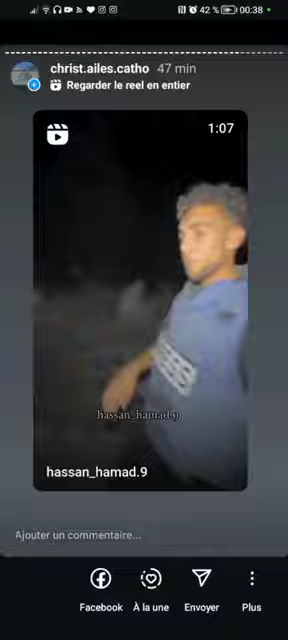 42 % 00:38
christ.ailes.catho 47 min
Regarder le reel en entier
1:07
hassan_hamad.9
hassan_hamad.9
Ajouter un commentaire...
Facebook À la une Envoyer Plus